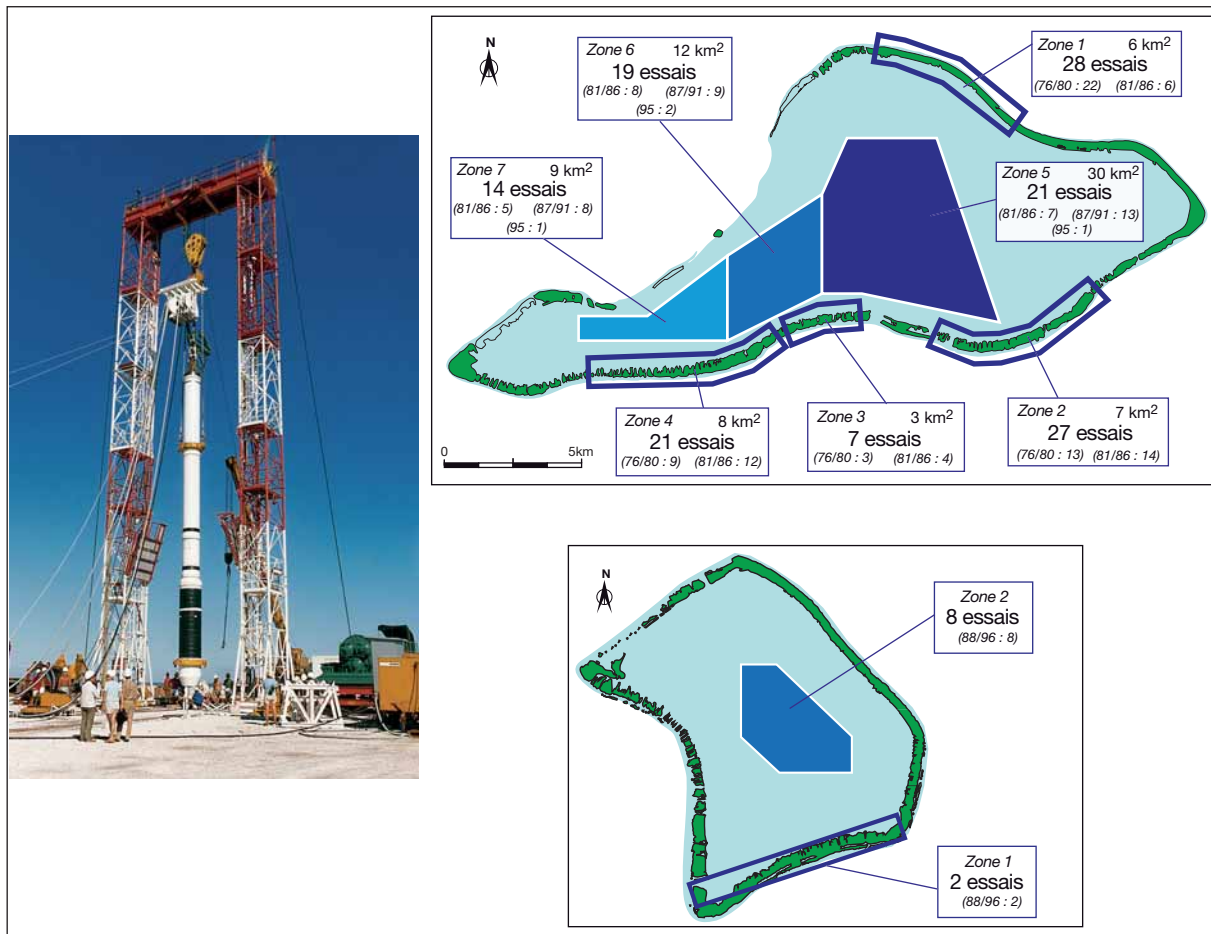 N
Zone 6 12 km²
19 essais
(81/86 : 8) (87/91 : 9)
(95 : 2)
Zone 1 6 km²
28 essais
(76/80 : 22) (81/86 : 6)
Zone 7 9 km²
14 essais
(81/86 : 5) (87/91 : 8)
(95 : 1)
Zone 5 30 km²
21 essais
(81/86 : 7) (87/91 : 13)
(95 : 1)
Zone 4 8 km²
21 essais
(76/80 : 9) (81/86 : 12)
Zone 3 3 km²
7 essais
(76/80 : 3) (81/86 : 4)
Zone 2 7 km²
27 essais
(76/80 : 13) (81/86 : 14)
0 5km
N
Zone 2
8 essais
(88/96 : 8)
Zone 1
2 essais
(88/96 : 2)